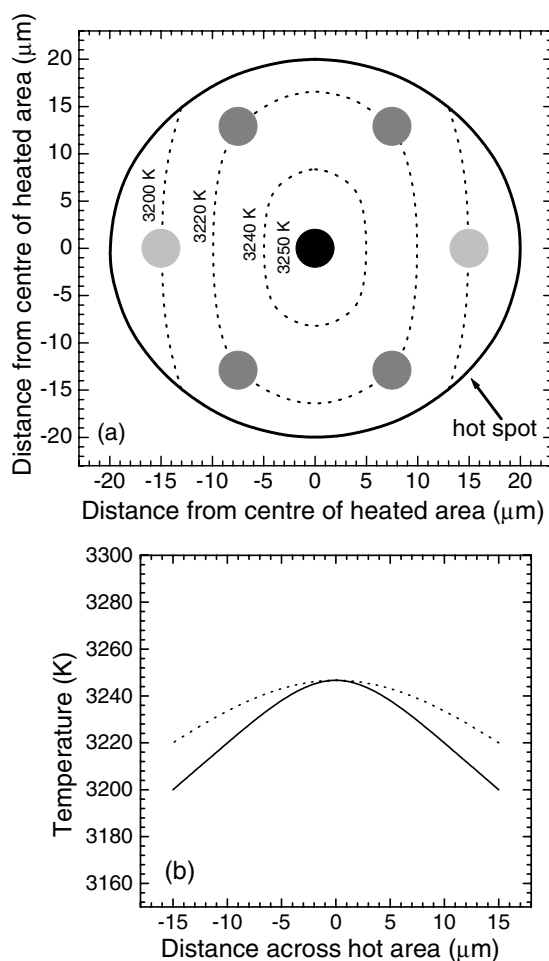 Distance from centre of heated area (μm)
20
15
10
5
0
-5
-10
-15
-20
3200 K
3220 K
3240 K
3250 K
(a)
hot spot
-20 -15 -10 -5 0 5 10 15 20
Distance from centre of heated area (μm)
Temperature (K)
3300
3280
3260
3240
3220
3200
3180
3160
(b)
-15 -10 -5 0 5 10 15
Distance across hot area (μm)